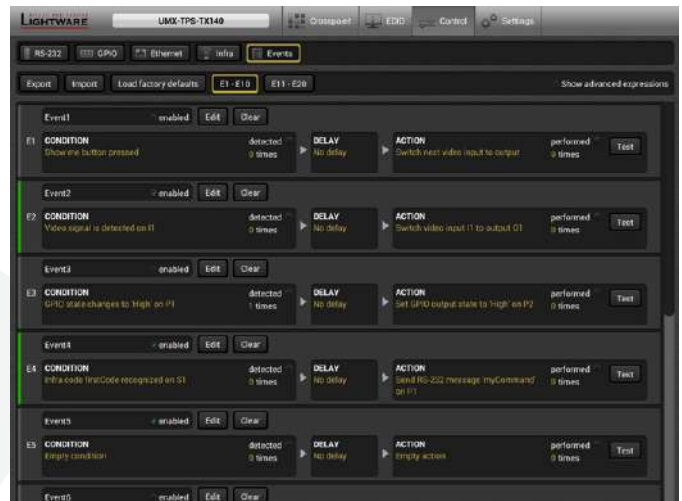 LIGHTWARE UMX-TPS-TX140 Crosspoint EDID Control Settings
RS-232 GPIO Ethernet Infra Events
Export Import Load factory defaults E1 - E10 E11 - E20 Show advanced expressions
Event1 enabled Edit Clear
E1 CONDITION detected DELAY ACTION performed Test
Show me button pressed 0 times No delay Switch next video input to output 0 times
Event2 enabled Edit Clear
E2 CONDITION detected DELAY ACTION performed Test
Video signal is detected on I1 0 times No delay Switch video input I1 to output O1 0 times
Event3 enabled Edit Clear
E3 CONDITION detected DELAY ACTION performed Test
GPIO state changes to 'High' on P1 1 times No delay Set GPIO output state to 'High' on P2 0 times
Event4 enabled Edit Clear
E4 CONDITION detected DELAY ACTION performed Test
Infra code firstCode recognized on S1 0 times No delay Send RS-232 message 'myCommand' 0 times
on P1
Event5 enabled Edit Clear
E5 CONDITION detected DELAY ACTION performed Test
Empty condition 0 times No delay Empty action 0 times
Event6 enabled Edit Clear